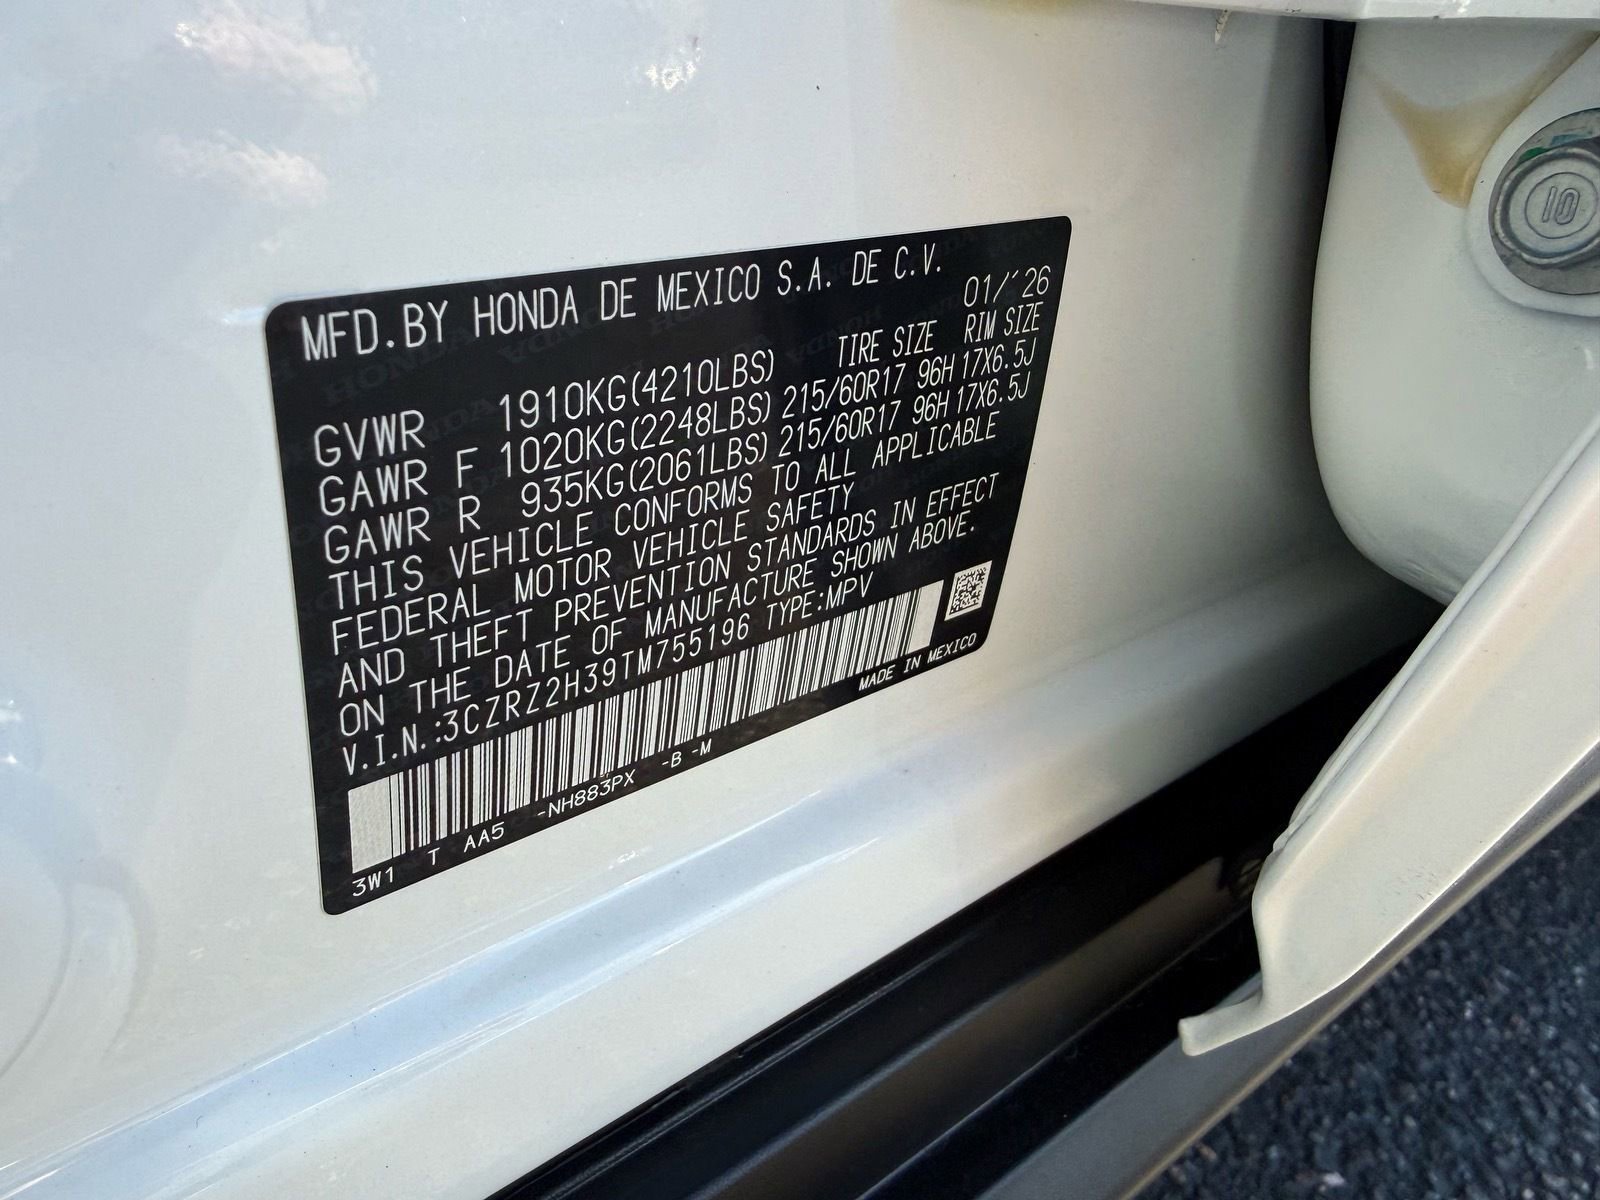 MFD.BY HONDA DE MEXICO S.A. DE C.V.
01/'26
TIRE SIZE RIM SIZE
GVWR 1910KG(4210LBS)
GAWR F 1020KG(2248LBS) 215/60R17 96H 17X6.5J
GAWR R 935KG(2061LBS) 215/60R17 96H 17X6.5J
THIS VEHICLE CONFORMS TO ALL APPLICABLE
FEDERAL MOTOR VEHICLE SAFETY
AND THEFT PREVENTION STANDARDS IN EFFECT
ON THE DATE OF MANUFACTURE SHOWN ABOVE.
V.I.N.:3CZRZ2H39TM755196 TYPE:MPV
MADE IN MEXICO
3W1 T AA5 -NH883PX -B -M
10